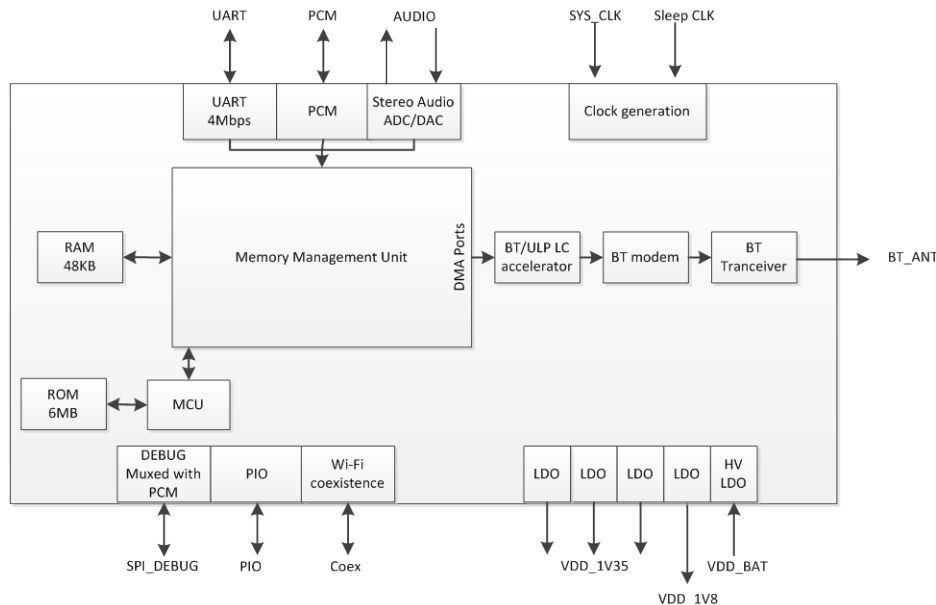 UART
PCM
AUDIO
SYS_CLK
Sleep CLK
UART
4Mbps
PCM
Stereo Audio
ADC/DAC
Clock generation
RAM
48KB
Memory Management Unit
DMA Ports
BT/ULP LC
accelerator
BT modem
BT
Tranceiver
BT_ANT
ROM
6MB
MCU
DEBUG
Muxed with
PCM
PIO
Wi-Fi
coexistence
LDO
LDO
LDO
LDO
HV
LDO
SPI_DEBUG
PIO
Coex
VDD_1V35
VDD_BAT
VDD_1V8